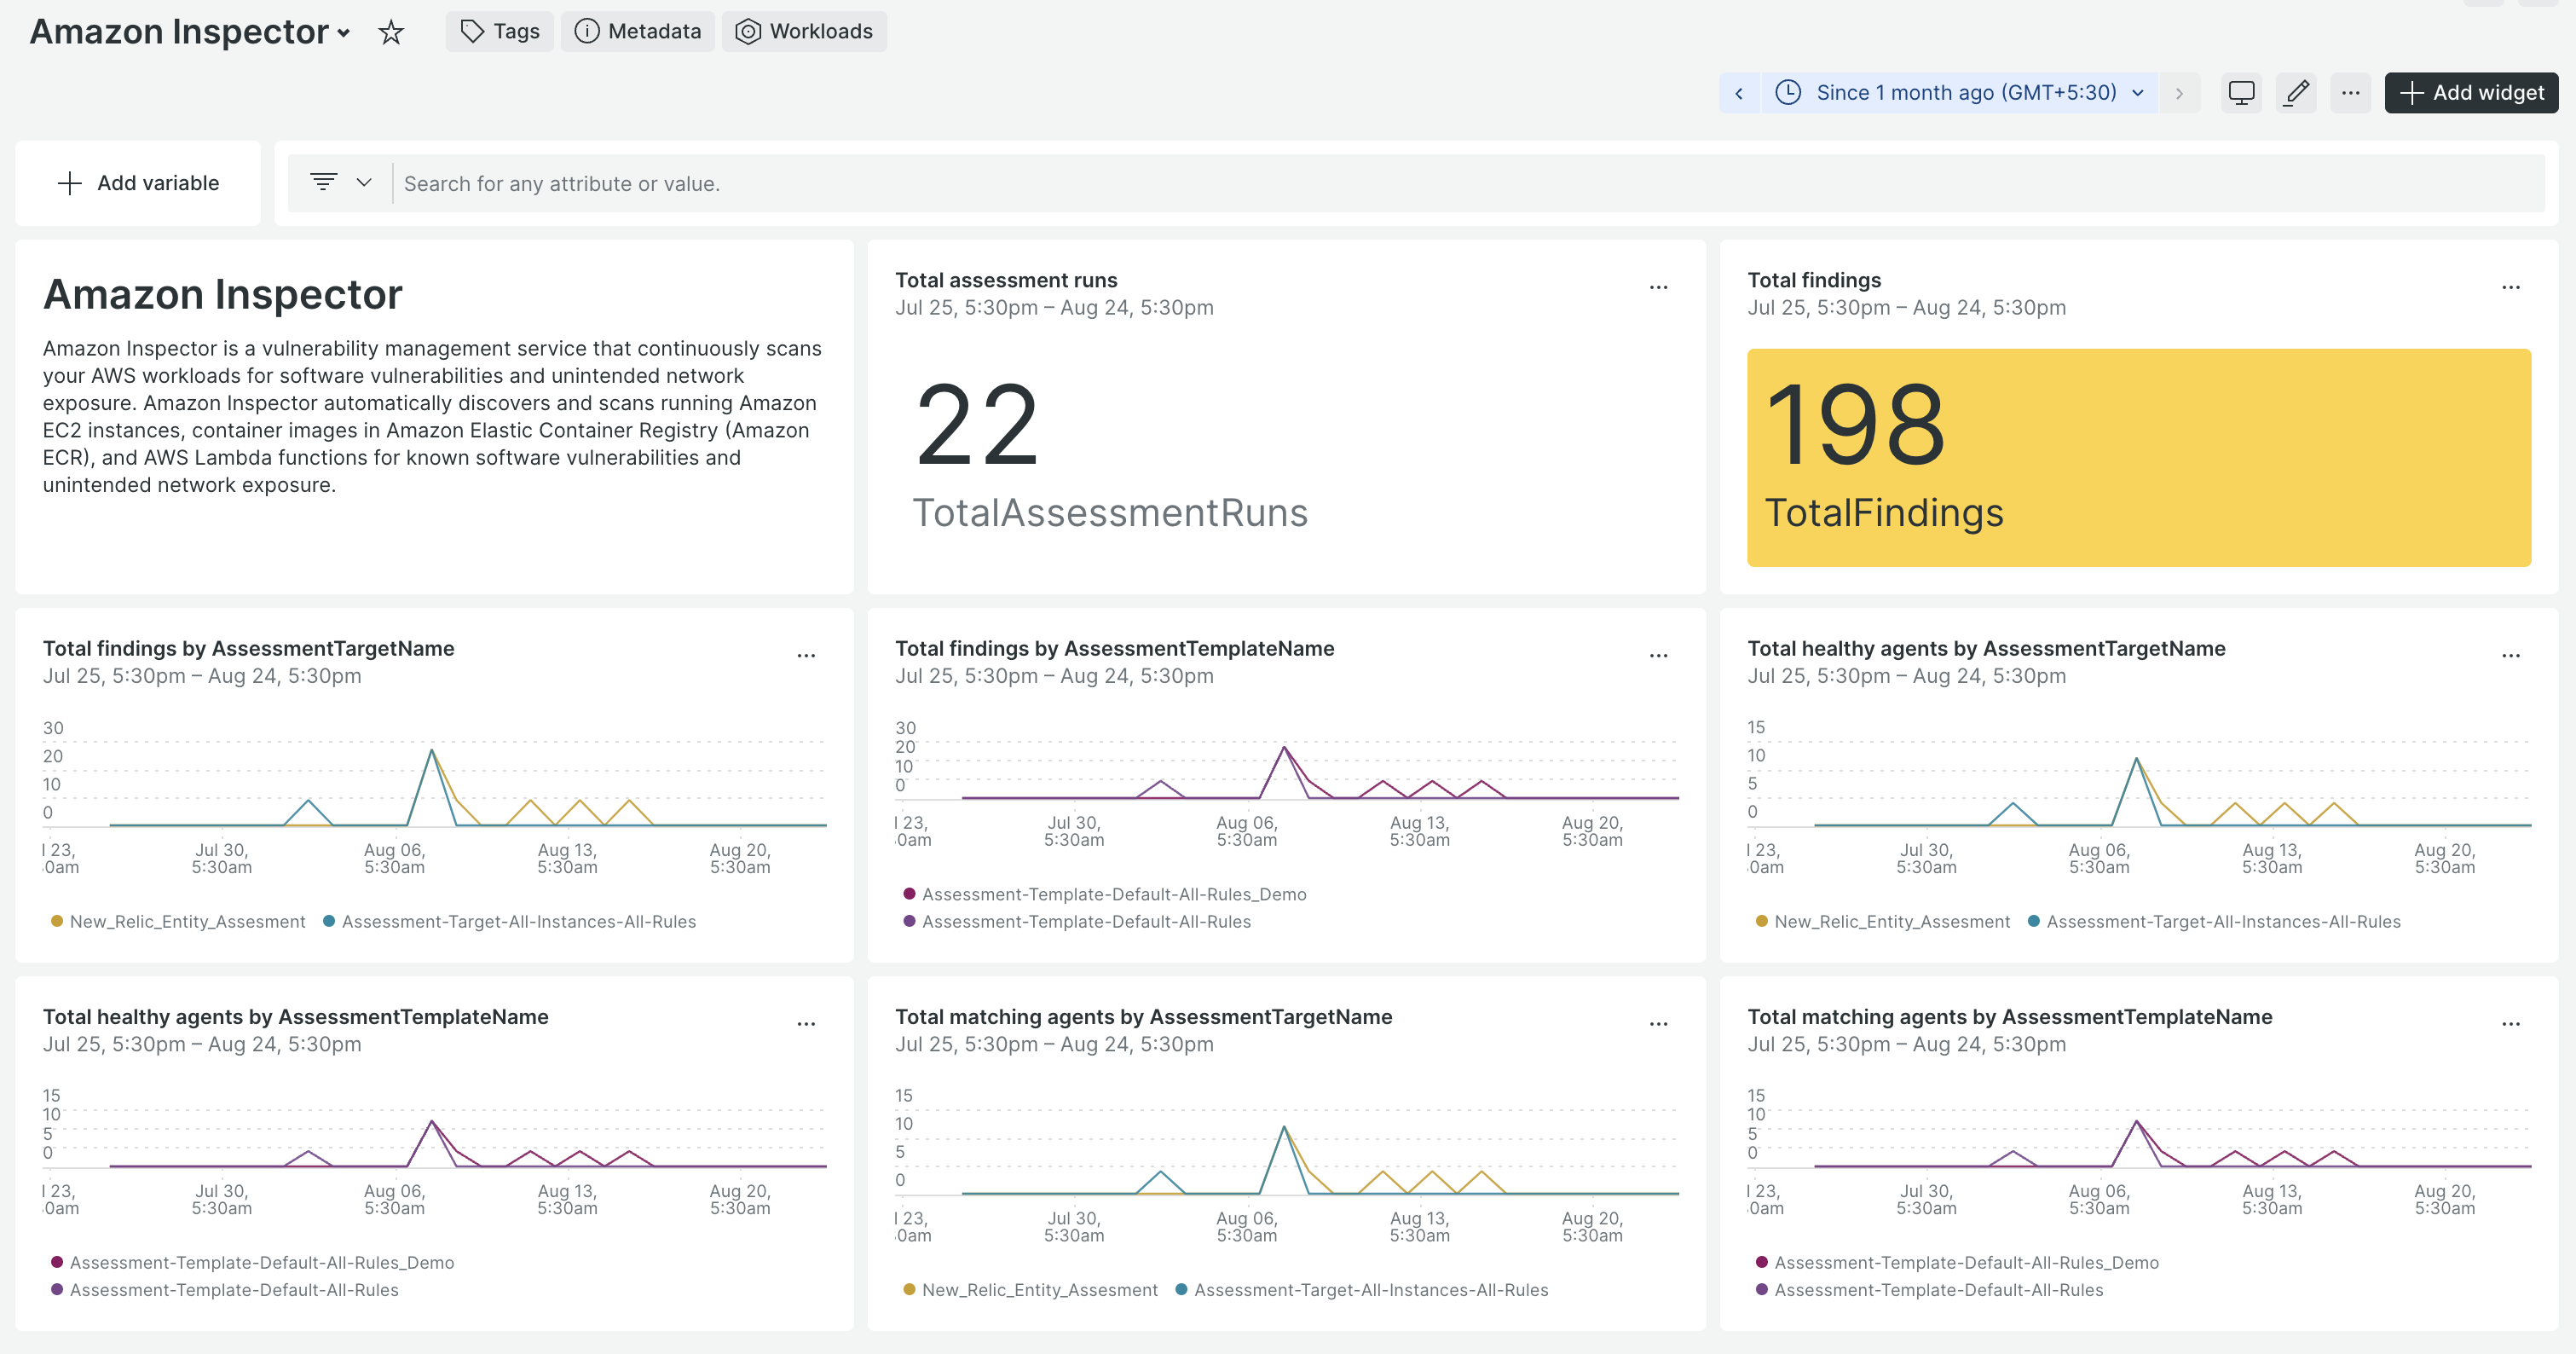 Amazon Inspector
Tags
Metadata
Workloads
Since 1 month ago (GMT+5:30)
Add widget
Add variable
Search for any attribute or value.
Amazon Inspector
Amazon Inspector is a vulnerability management service that continuously scans
your AWS workloads for software vulnerabilities and unintended network
exposure. Amazon Inspector automatically discovers and scans running Amazon
EC2 instances, container images in Amazon Elastic Container Registry (Amazon
ECR), and AWS Lambda functions for known software vulnerabilities and
unintended network exposure.
Total assessment runs
Jul 25, 5:30pm – Aug 24, 5:30pm
22
TotalAssessmentRuns
Total findings
Jul 25, 5:30pm – Aug 24, 5:30pm
198
TotalFindings
Total findings by AssessmentTargetName
Jul 25, 5:30pm – Aug 24, 5:30pm
30
20
10
0
l 23, Jul 30, Aug 06, Aug 13, Aug 20,
:0am 5:30am 5:30am 5:30am 5:30am
New_Relic_Entity_Assesment Assessment-Target-All-Instances-All-Rules
Total findings by AssessmentTemplateName
Jul 25, 5:30pm – Aug 24, 5:30pm
30
20
10
0
l 23, Jul 30, Aug 06, Aug 13, Aug 20,
:0am 5:30am 5:30am 5:30am 5:30am
Assessment-Template-Default-All-Rules_Demo
Assessment-Template-Default-All-Rules
Total healthy agents by AssessmentTargetName
Jul 25, 5:30pm – Aug 24, 5:30pm
15
10
5
0
l 23, Jul 30, Aug 06, Aug 13, Aug 20,
:0am 5:30am 5:30am 5:30am 5:30am
New_Relic_Entity_Assesment Assessment-Target-All-Instances-All-Rules
Total healthy agents by AssessmentTemplateName
Jul 25, 5:30pm – Aug 24, 5:30pm
15
10
5
0
l 23, Jul 30, Aug 06, Aug 13, Aug 20,
:0am 5:30am 5:30am 5:30am 5:30am
Assessment-Template-Default-All-Rules_Demo
Assessment-Template-Default-All-Rules
Total matching agents by AssessmentTargetName
Jul 25, 5:30pm – Aug 24, 5:30pm
15
10
5
0
l 23, Jul 30, Aug 06, Aug 13, Aug 20,
:0am 5:30am 5:30am 5:30am 5:30am
New_Relic_Entity_Assesment Assessment-Target-All-Instances-All-Rules
Total matching agents by AssessmentTemplateName
Jul 25, 5:30pm – Aug 24, 5:30pm
15
10
5
0
l 23, Jul 30, Aug 06, Aug 13, Aug 20,
:0am 5:30am 5:30am 5:30am 5:30am
Assessment-Template-Default-All-Rules_Demo
Assessment-Template-Default-All-Rules